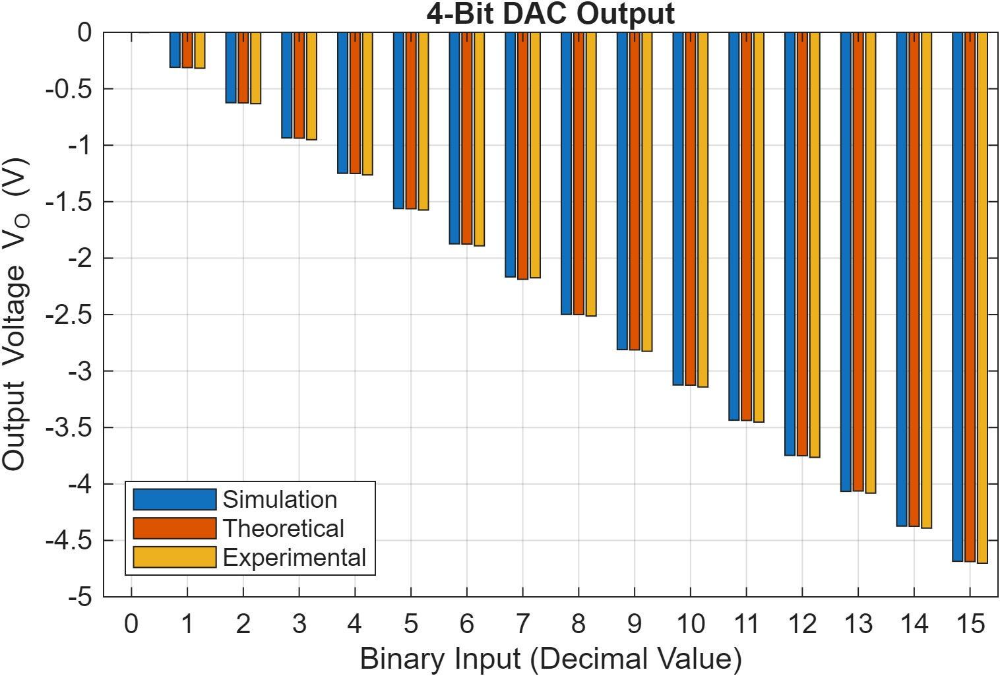 4-Bit DAC Output
0
-0.5
-1
-1.5
-2
-2.5
-3
-3.5
-4
-4.5
-5
Output Voltage VO (V)
Simulation
Theoretical
Experimental
0 1 2 3 4 5 6 7 8 9 10 11 12 13 14 15
Binary Input (Decimal Value)